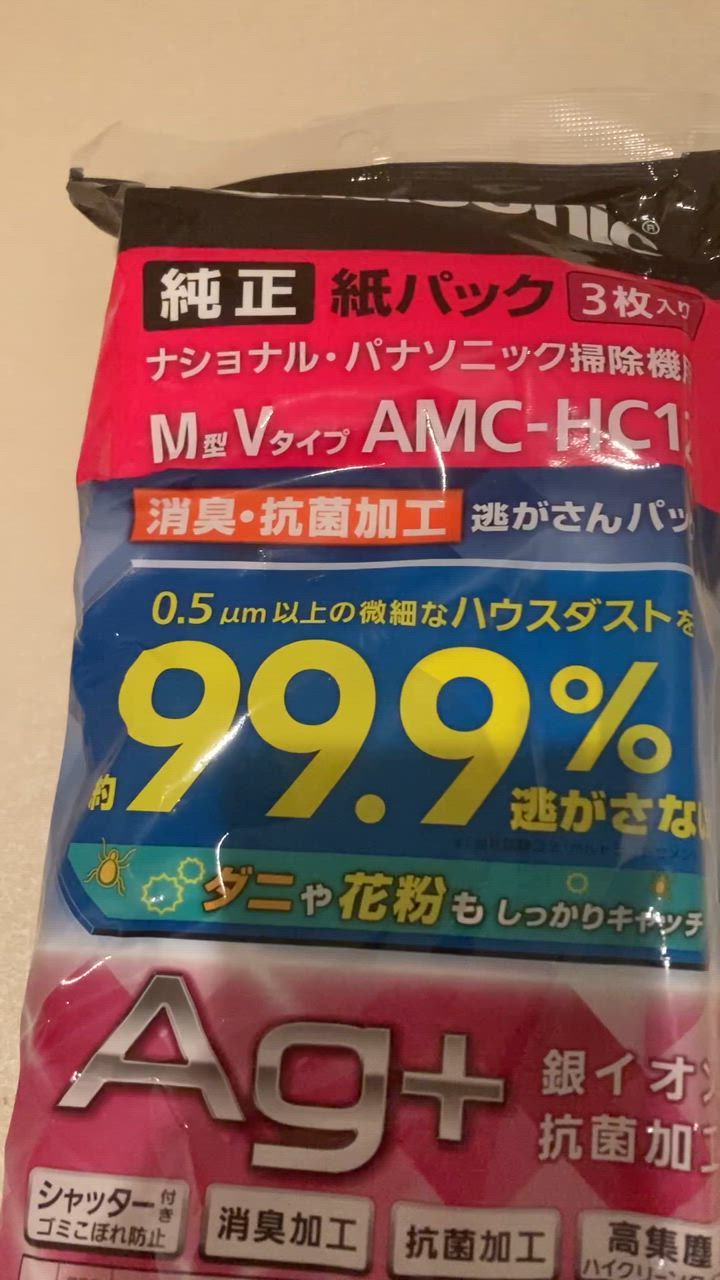 ®
純正 紙パック 3枚入り
ナショナル・パナソニック掃除機
M型Vタイプ AMC-HC1
消臭・抗菌加工 逃がさんパッ
0.5μm以上の微細なハウスダストを
約99.9%
逃がさない
ダニや花粉もしっかりキャッチ
Ag+
銀イオ
抗菌加
シャッター付き
ゴミこぼれ防止
消臭加工
抗菌加工
高集塵